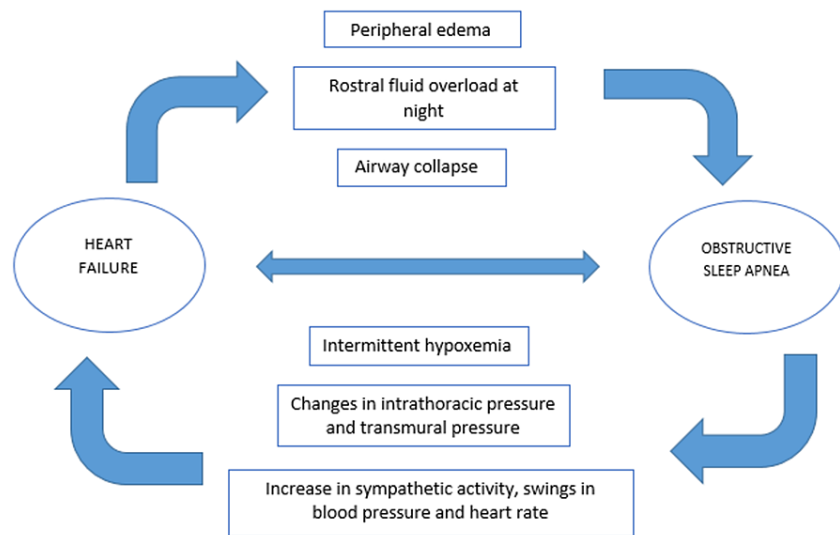 Peripheral edema
Rostral fluid overload at
night
Airway collapse
HEART
FAILURE
OBSTRUCTIVE
SLEEP APNEA
Intermittent hypoxemia
Changes in intrathoracic pressure
and transmural pressure
Increase in sympathetic activity, swings in
blood pressure and heart rate